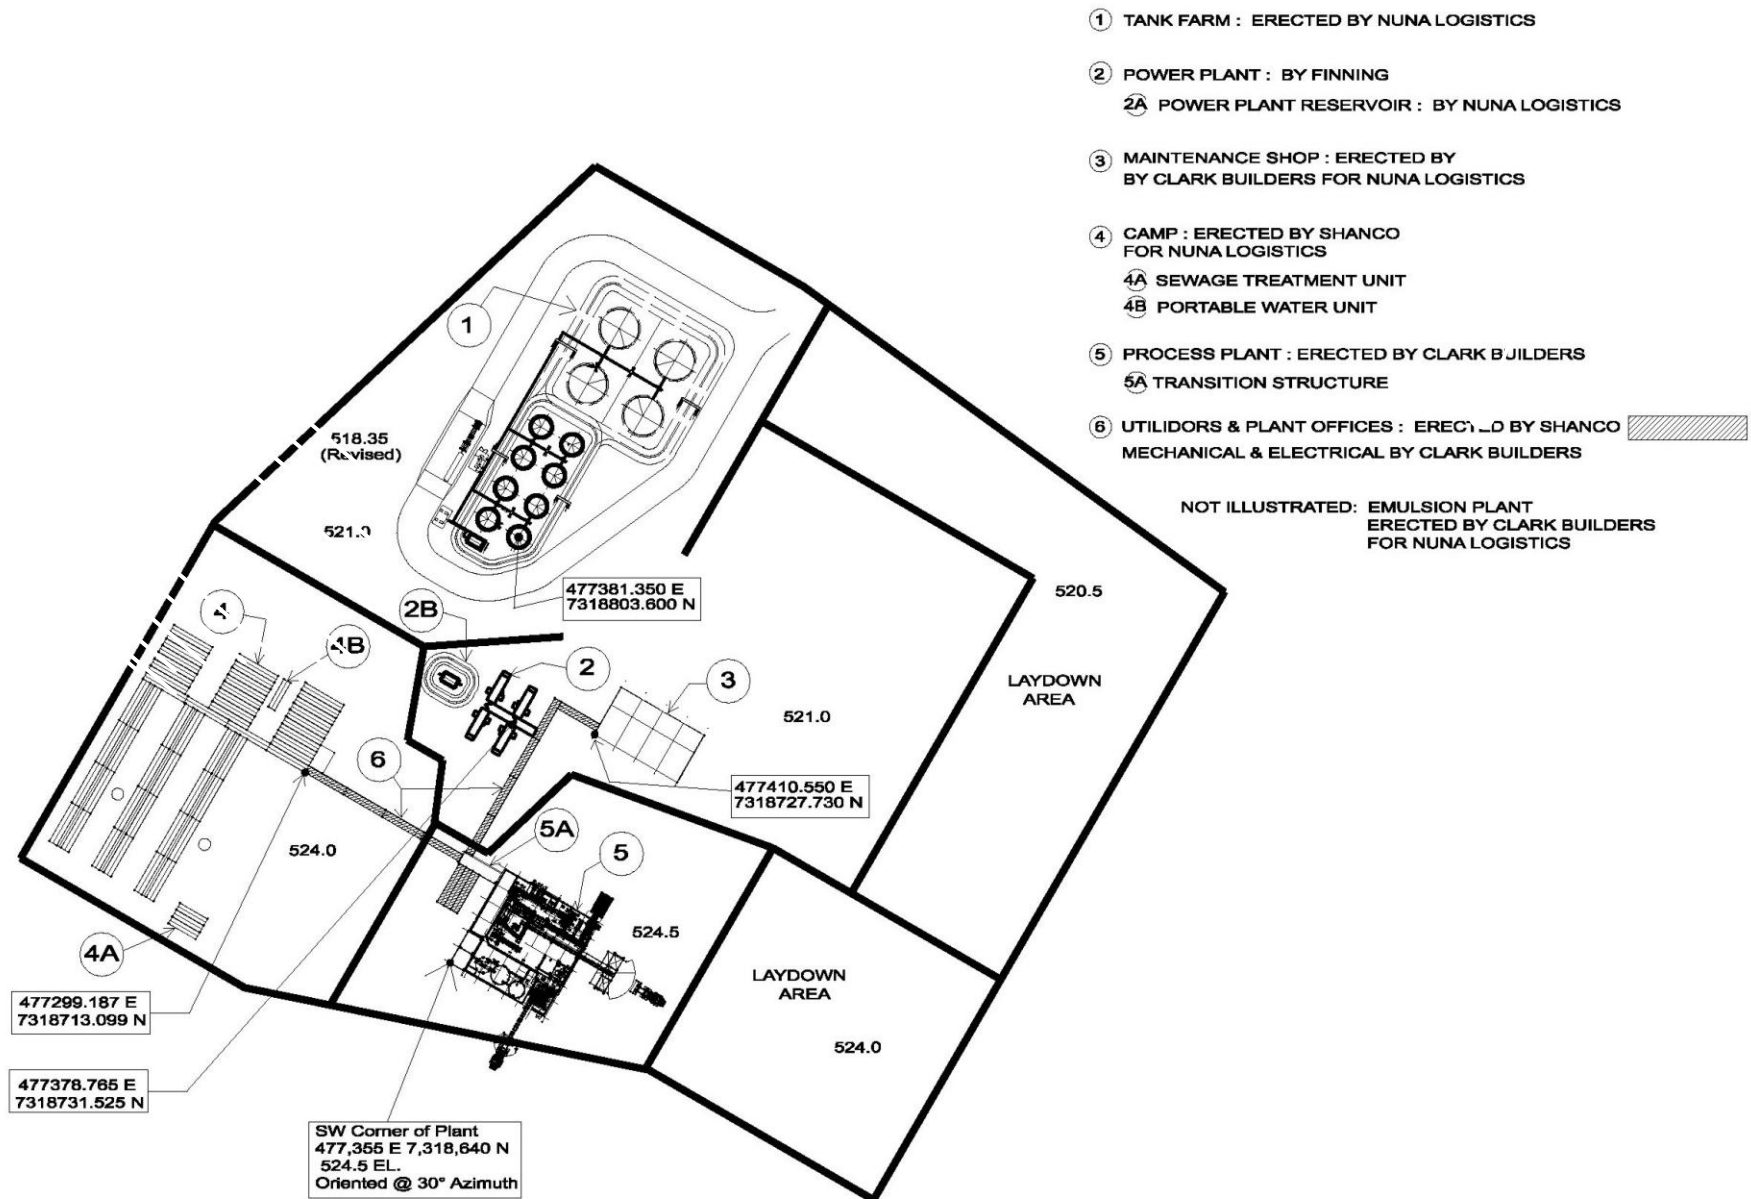 1 TANK FARM : ERECTED BY NUNA LOGISTICS
2 POWER PLANT : BY FINNING
2A POWER PLANT RESERVOIR : BY NUNA LOGISTICS
3 MAINTENANCE SHOP : ERECTED BY
BY CLARK BUILDERS FOR NUNA LOGISTICS
4 CAMP : ERECTED BY SHANCO
FOR NUNA LOGISTICS
4A SEWAGE TREATMENT UNIT
4B PORTABLE WATER UNIT
5 PROCESS PLANT : ERECTED BY CLARK BUILDERS
5A TRANSITION STRUCTURE
6 UTILIDORS & PLANT OFFICES : ERECTED BY SHANCO
MECHANICAL & ELECTRICAL BY CLARK BUILDERS
NOT ILLUSTRATED: EMULSION PLANT
ERECTED BY CLARK BUILDERS
FOR NUNA LOGISTICS
1
518.35
(Revised)
521.0
477381.350 E
7318803.600 N
520.5
2B
4
4B
2
3
LAYDOWN
AREA
521.0
6
477410.550 E
7318727.730 N
5A
5
524.0
524.5
4A
LAYDOWN
AREA
477299.187 E
7318713.099 N
524.0
477378.765 E
7318731.525 N
SW Corner of Plant
477,355 E 7,318,640 N
524.5 EL.
Oriented @ 30° Azimuth